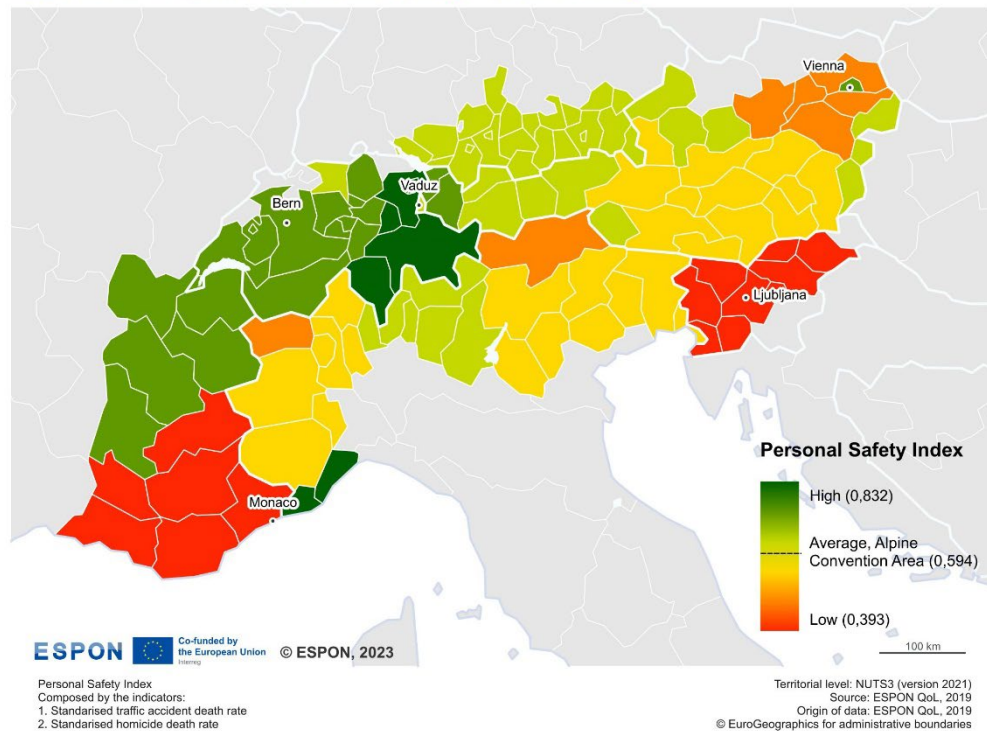 Vienna
Vaduz
Bern
Ljubljana
Monaco
Personal Safety Index
High (0,832)
Average, Alpine
Convention Area (0,594)
Low (0,393)
100 km
ESPON
Co-funded by
the European Union
Interreg
© ESPON, 2023
Personal Safety Index
Composed by the indicators:
1. Standarised traffic accident death rate
2. Standarised homicide death rate
Territorial level: NUTS3 (version 2021)
Source: ESPON QoL, 2019
Origin of data: ESPON QoL, 2019
© EuroGeographics for administrative boundaries